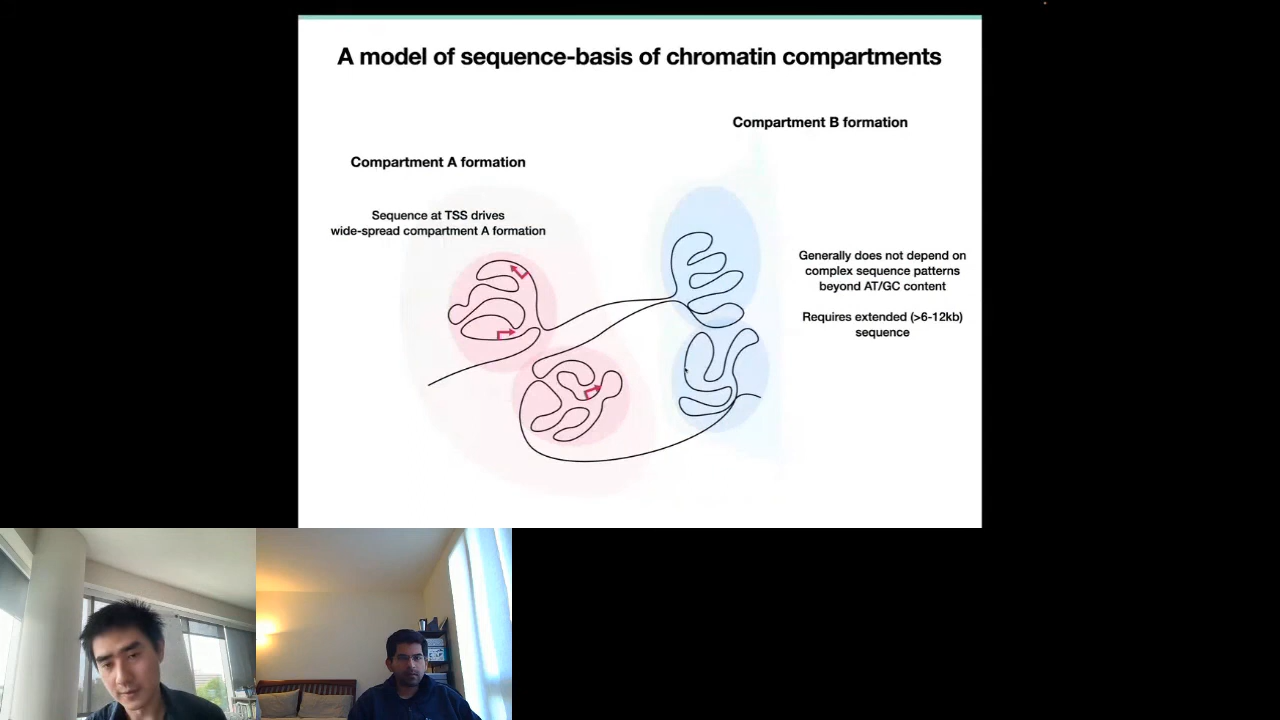 A model of sequence-basis of chromatin compartments
Compartment B formation
Compartment A formation
Sequence at TSS drives
wide-spread compartment A formation
Generally does not depend on
complex sequence patterns
beyond AT/GC content
Requires extended (>6-12kb)
sequence